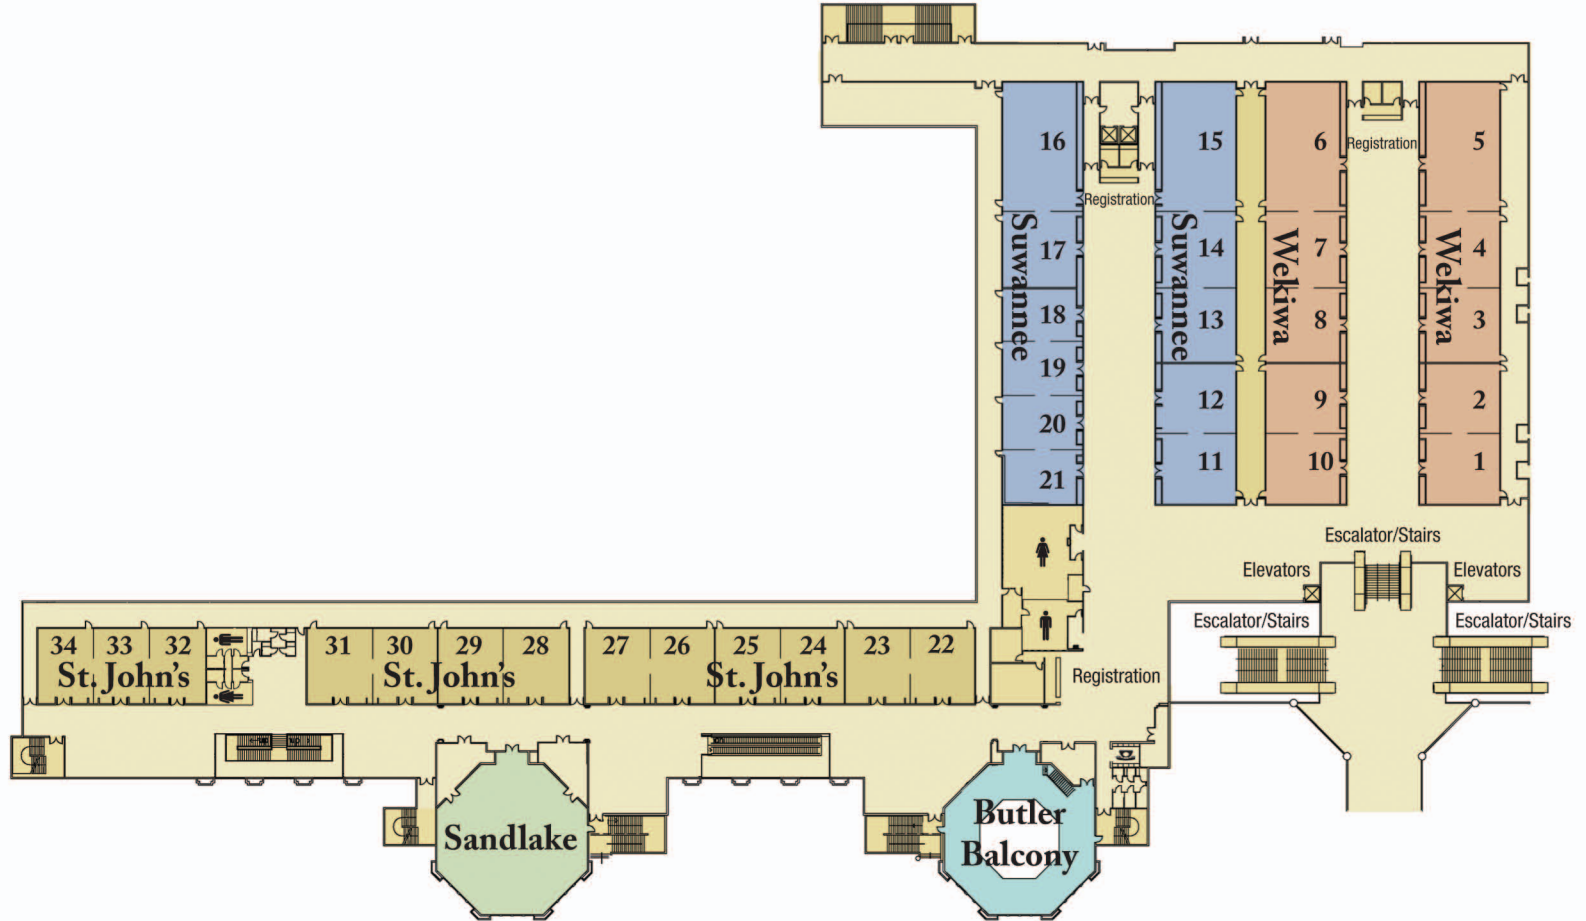 16
15
6
5
Registration
Registration
Suwannee
17
Suwannee
14
Wekiwa
7
Wekiwa
4
18
13
8
3
19
12
9
2
20
11
10
1
21
Escalator/Stairs
Elevators
Elevators
Escalator/Stairs
Escalator/Stairs
34 33 32
St. John's
31 30 29 28
St. John's
27 26 25 24 23 22
St. John's
Registration
Sandlake
Butler
Balcony